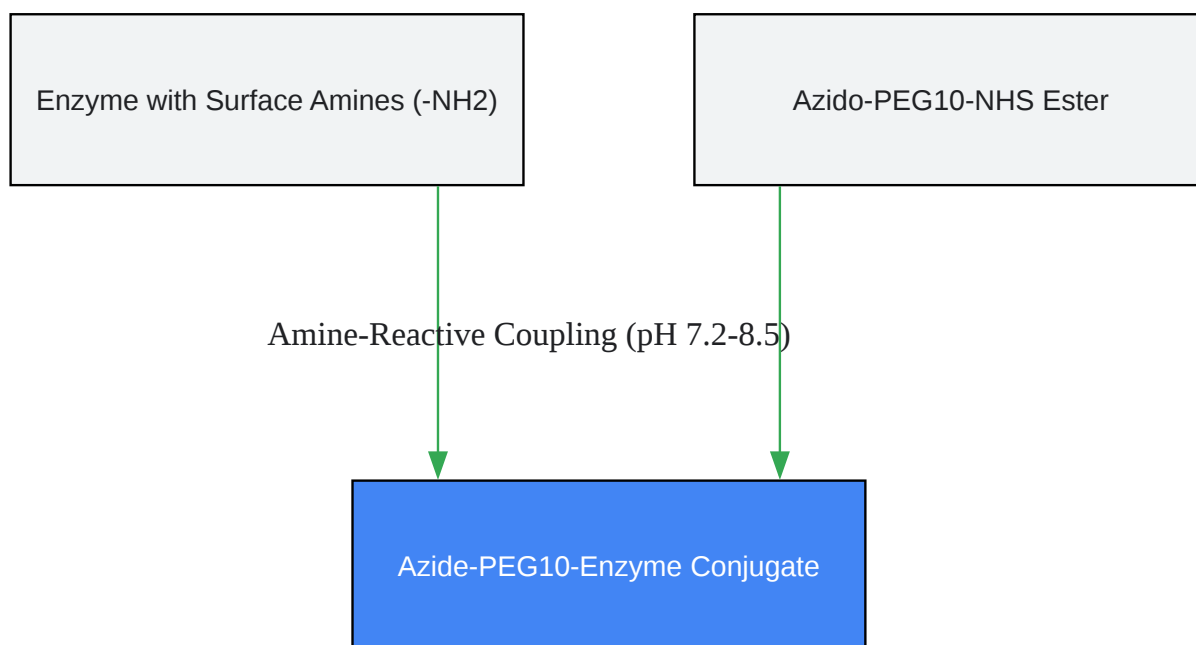 Enzyme with Surface Amines (-NH2)
Azido-PEG10-NHS Ester
Amine-Reactive Coupling (pH 7.2-8.5)
Azide-PEG10-Enzyme Conjugate